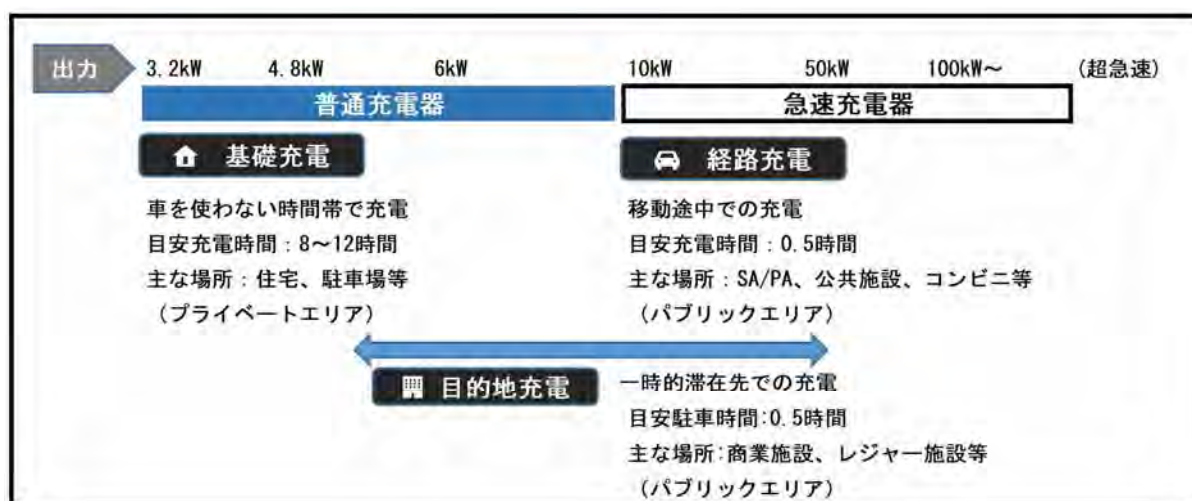 出力
3.2kW 4.8kW 6kW 10kW 50kW 100kW～ (超急速)
普通充電器 急速充電器
基礎充電
車を使わない時間帯で充電
目安充電時間：8～12時間
主な場所：住宅、駐車場等
（プライベートエリア）
経路充電
移動途中での充電
目安充電時間：0.5時間
主な場所：SA/PA、公共施設、コンビニ等
（パブリックエリア）
目的地充電
一時的滞在先での充電
目安駐車時間:0.5時間
主な場所:商業施設、レジャー施設等
（パブリックエリア）